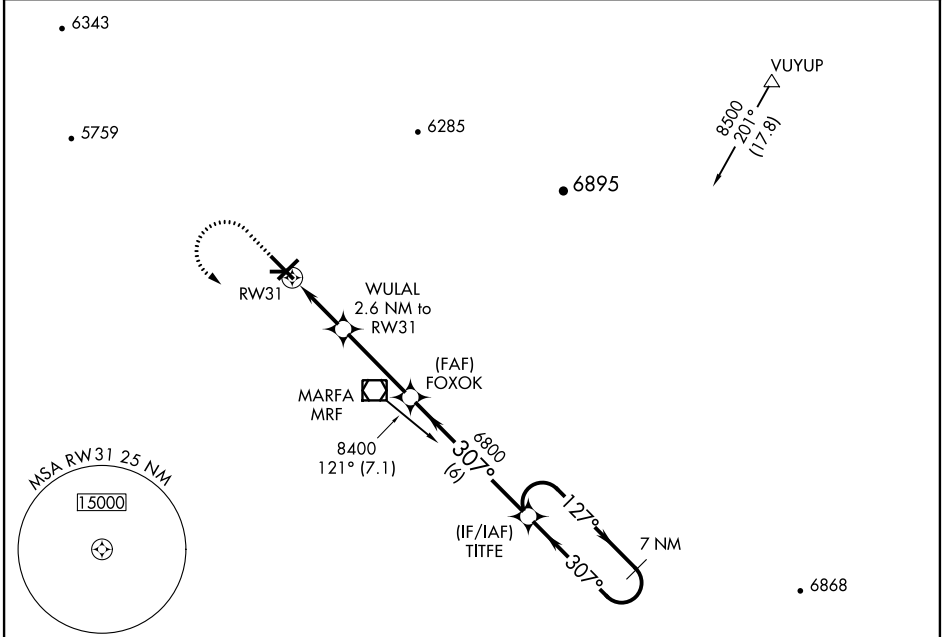 6343
VUYUP
5759
6285
8500
201°
(17.8)
6895
RW31
WULAL
2.6 NM to
RW31
(FAF)
FOXOK
MARFA
MRF
8400
121° (7.1)
6800
307°
(6)
MSA RW31 25 NM
15000
127°
(IF/IAF)
TITFE
7 NM
307°
6868